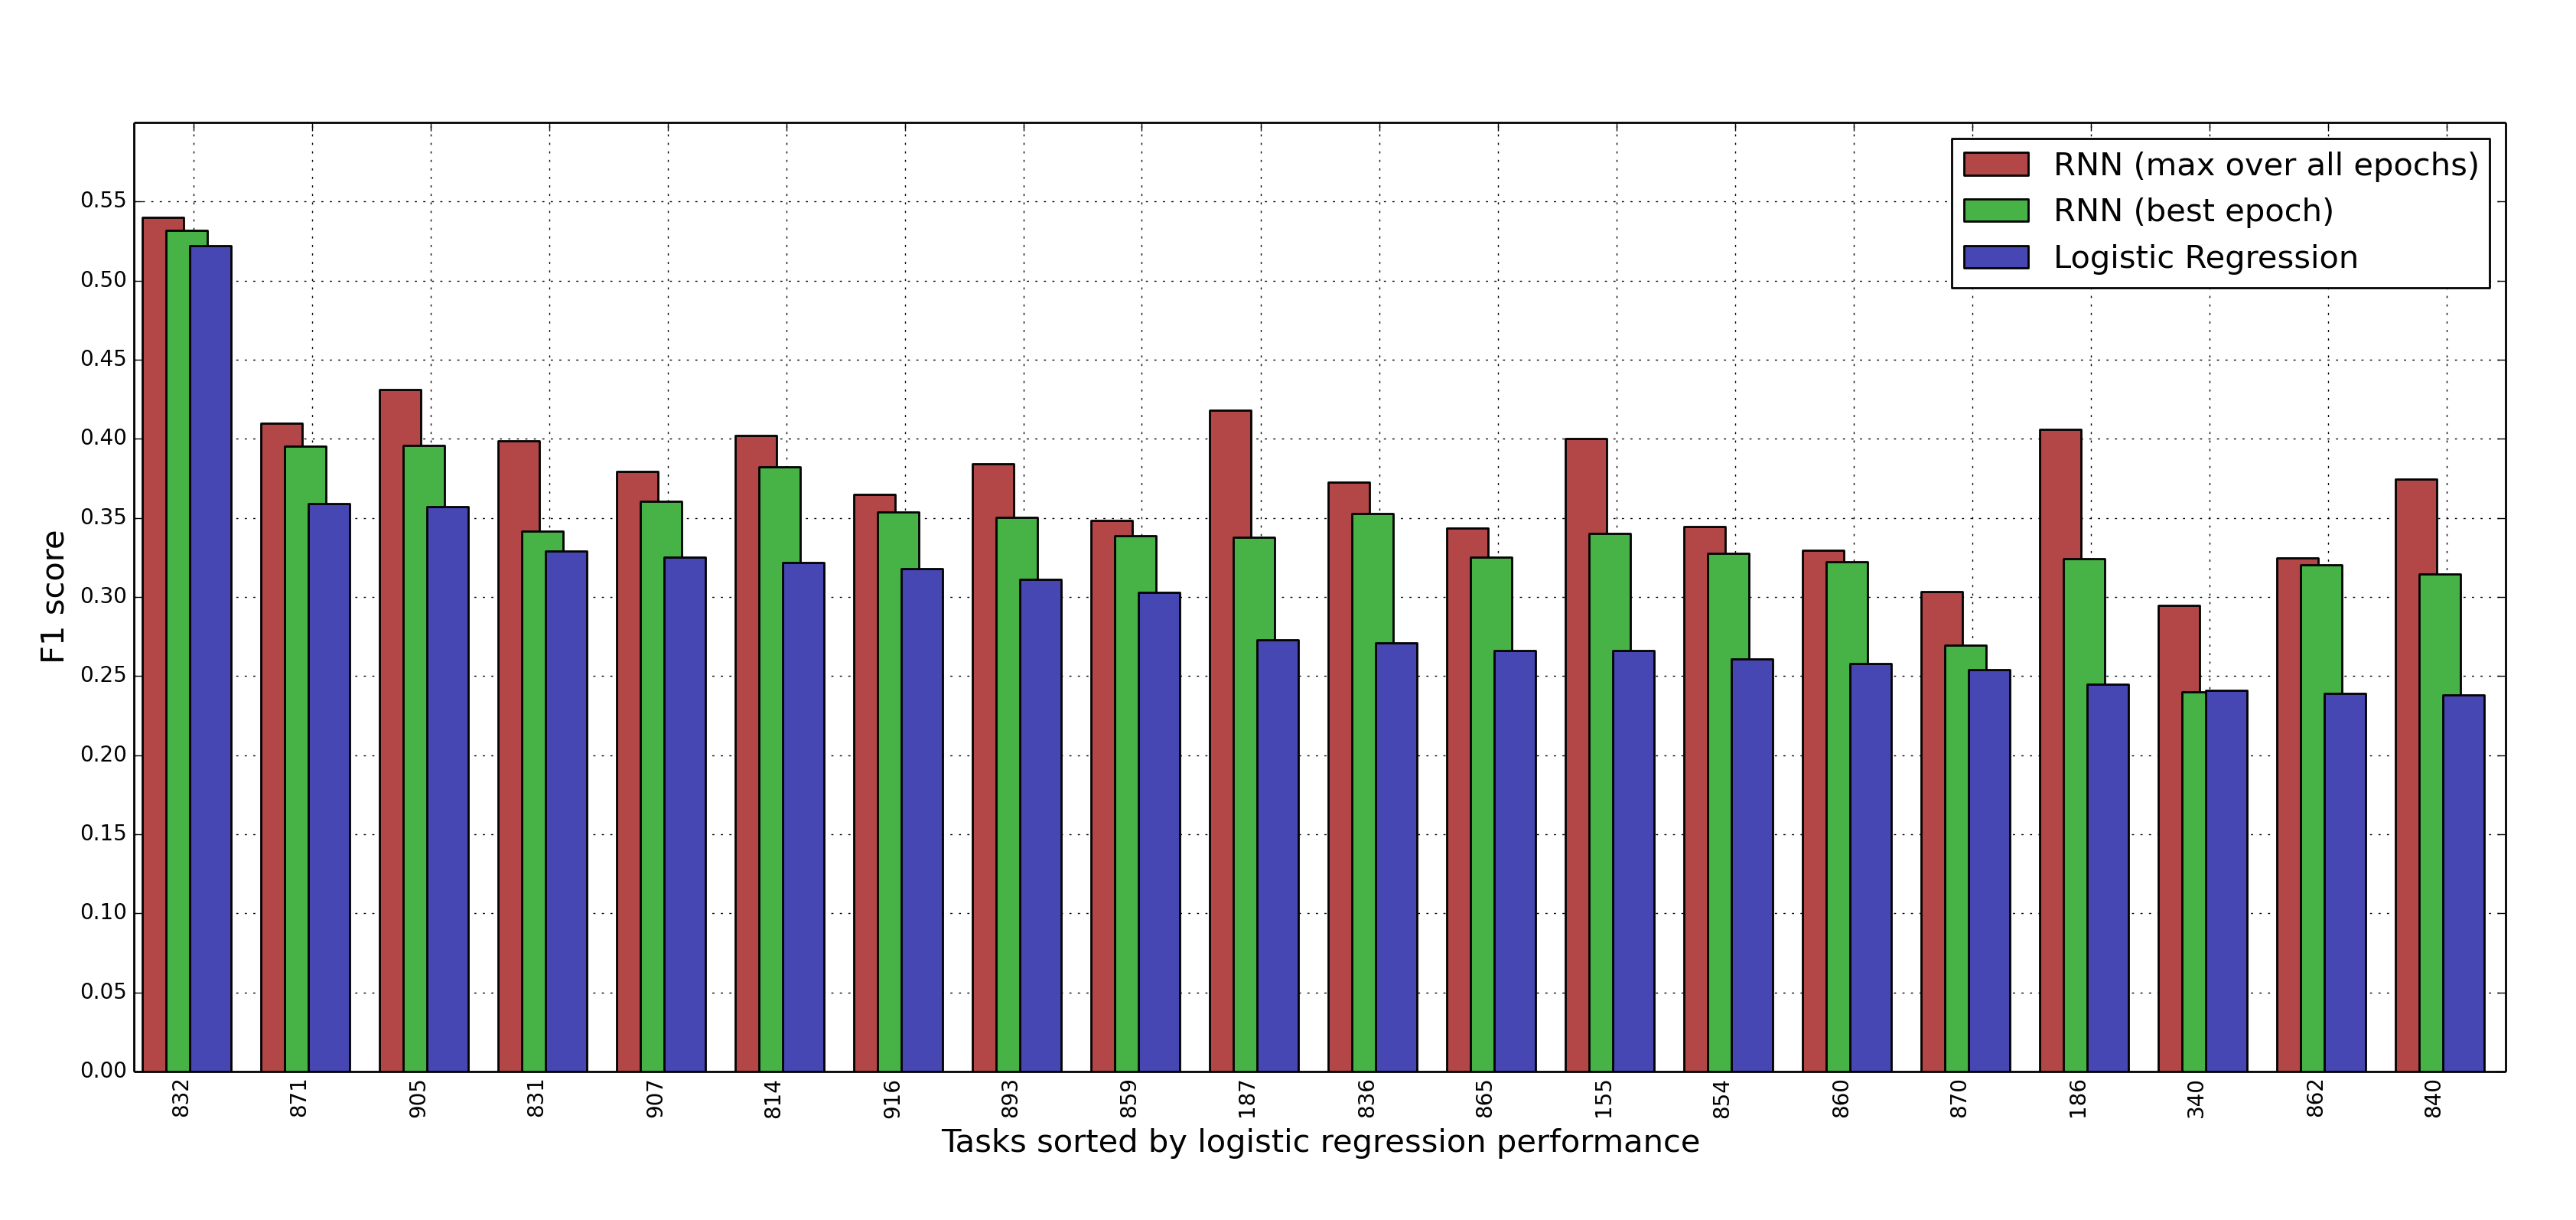 RNN (max over all epochs)
RNN (best epoch)
Logistic Regression
0.55
0.50
0.45
0.40
0.35
0.30
0.25
0.20
0.15
0.10
0.05
0.00
F1 score
832 871 905 831 907 814 916 893 859 187 836 865 155 854 860 870 186 340 862 840
Tasks sorted by logistic regression performance